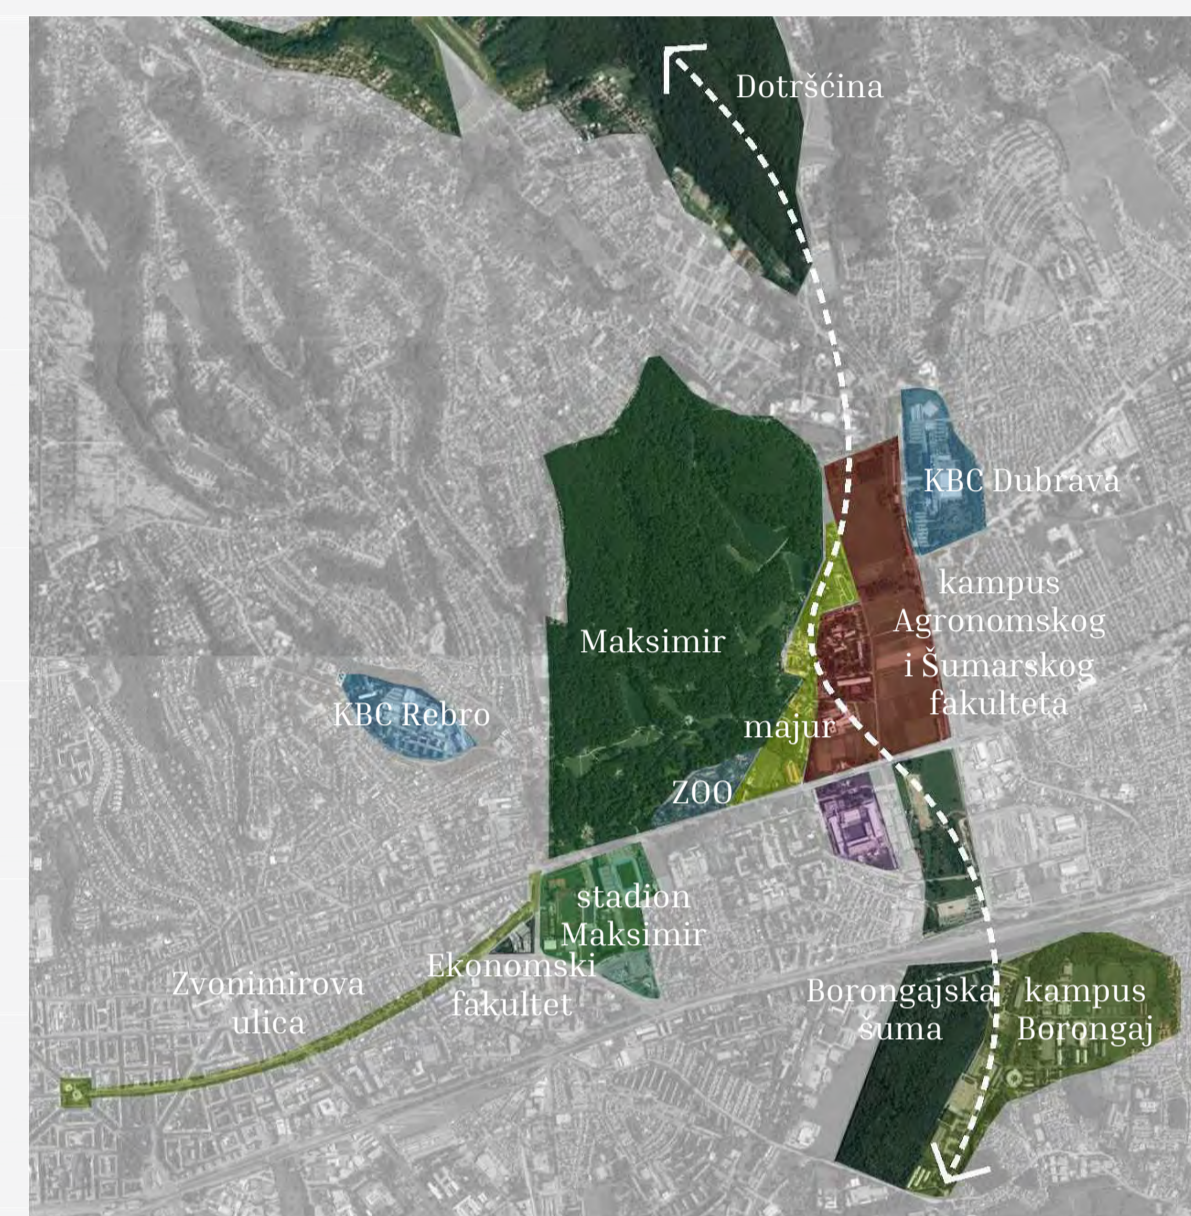 Dotršćina
KBC Dubrava
kampus
Agronomskog
i Šumarskog
fakulteta
Maksimir
KBC Rebro
majur
ZOO
stadion
Maksimir
Ekonomski
fakultet
Zvonimirova
ulica
Borongajska
šuma
kampus
Borongaj